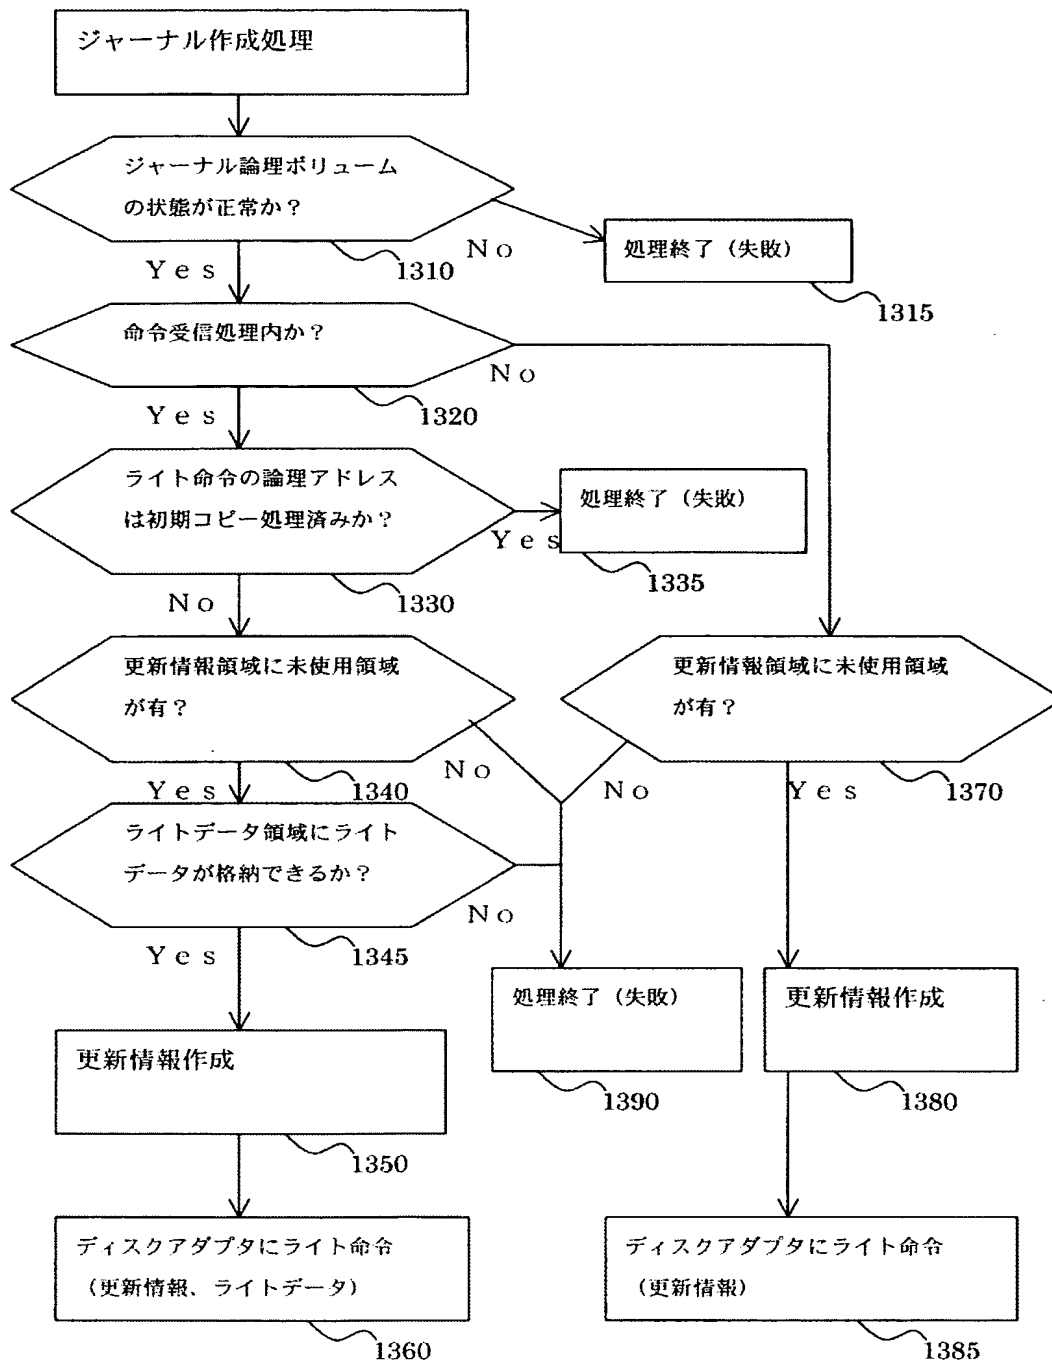 ジャーナル作成処理
ジャーナル論理ボリューム
の状態が正常か？
1310
Yes
No
処理終了（失敗）
1315
命令受信処理内か？
1320
Yes
No
ライト命令の論理アドレス
は初期コピー処理済みか？
1330
No
Yes
処理終了（失敗）
1335
更新情報領域に未使用領域
が有？
1340
Yes
No
更新情報領域に未使用領域
が有？
1370
No
Yes
ライトデータ領域にライト
データが格納できるか？
1345
Yes
No
処理終了（失敗）
1390
更新情報作成
1380
更新情報作成
1350
ディスクアダプタにライト命令
（更新情報、ライトデータ）
1360
ディスクアダプタにライト命令
（更新情報）
1385